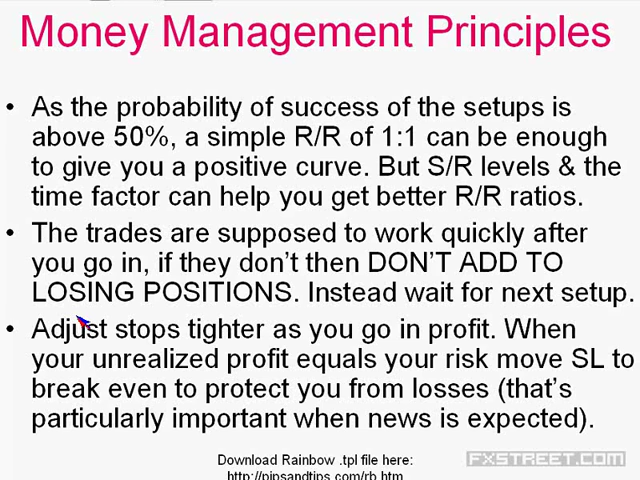 Money Management Principles
• As the probability of success of the setups is
above 50%, a simple R/R of 1:1 can be enough
to give you a positive curve. But S/R levels & the
time factor can help you get better R/R ratios.
• The trades are supposed to work quickly after
you go in, if they don't then DON'T ADD TO
LOSING POSITIONS. Instead wait for next setup.
• Adjust stops tighter as you go in profit. When
your unrealized profit equals your risk move SL to
break even to protect you from losses (that's
particularly important when news is expected).
Download Rainbow .tpl file here:
http://pipsandtips.com/rb.htm
FXSTREET.COM